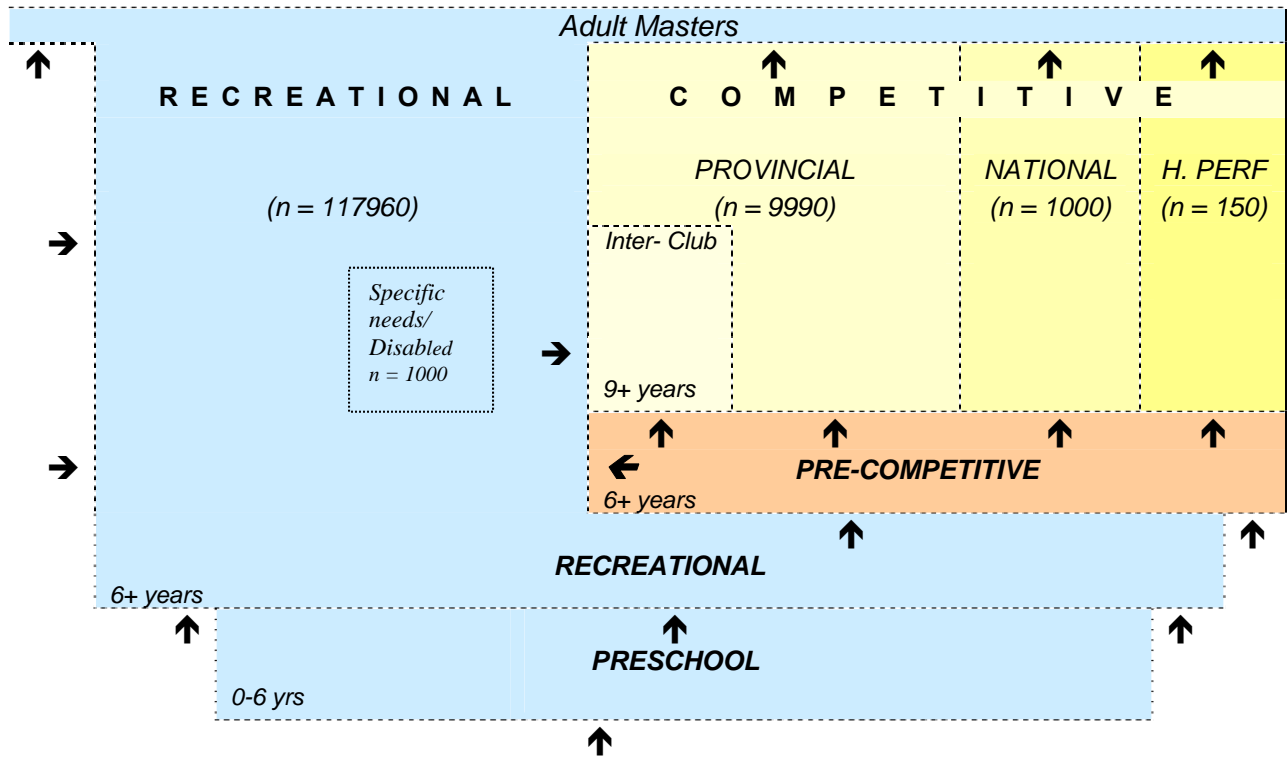 Adult Masters
R E C R E A T I O N A L
C O M P E T I T I V E
(n = 117960)
PROVINCIAL
(n = 9990)
NATIONAL
(n = 1000)
H. PERF
(n = 150)
Inter- Club
Specific
needs/
Disabled
n = 1000
9+ years
PRE-COMPETITIVE
6+ years
RECREATIONAL
6+ years
PRESCHOOL
0-6 yrs